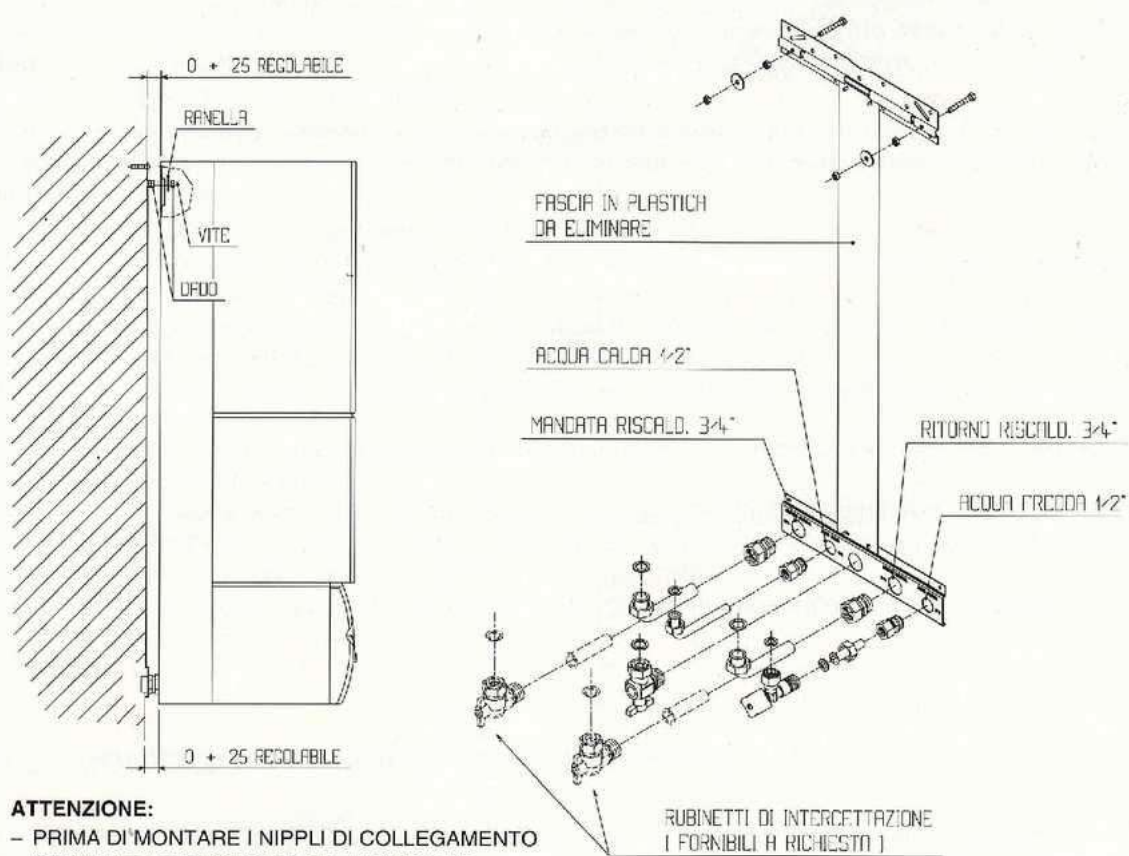 0 + 25 REGOLABILE
RANELLA
VITE
DADO
0 + 25 REGOLABILE
FASCIA IN PLASTICA
DA ELIMINARE
ACQUA CALDA 1/2"
MANDATA RISCALD. 3/4"
RITORNO RISCALD. 3/4"
ACQUA FREDDA 1/2"
RUBINETTI DI INTERCETTAZIONE
( FORNIBILI A RICHIESTA )
ATTENZIONE:
– PRIMA DI MONTARE I NIPPLI DI COLLEGAMENTO